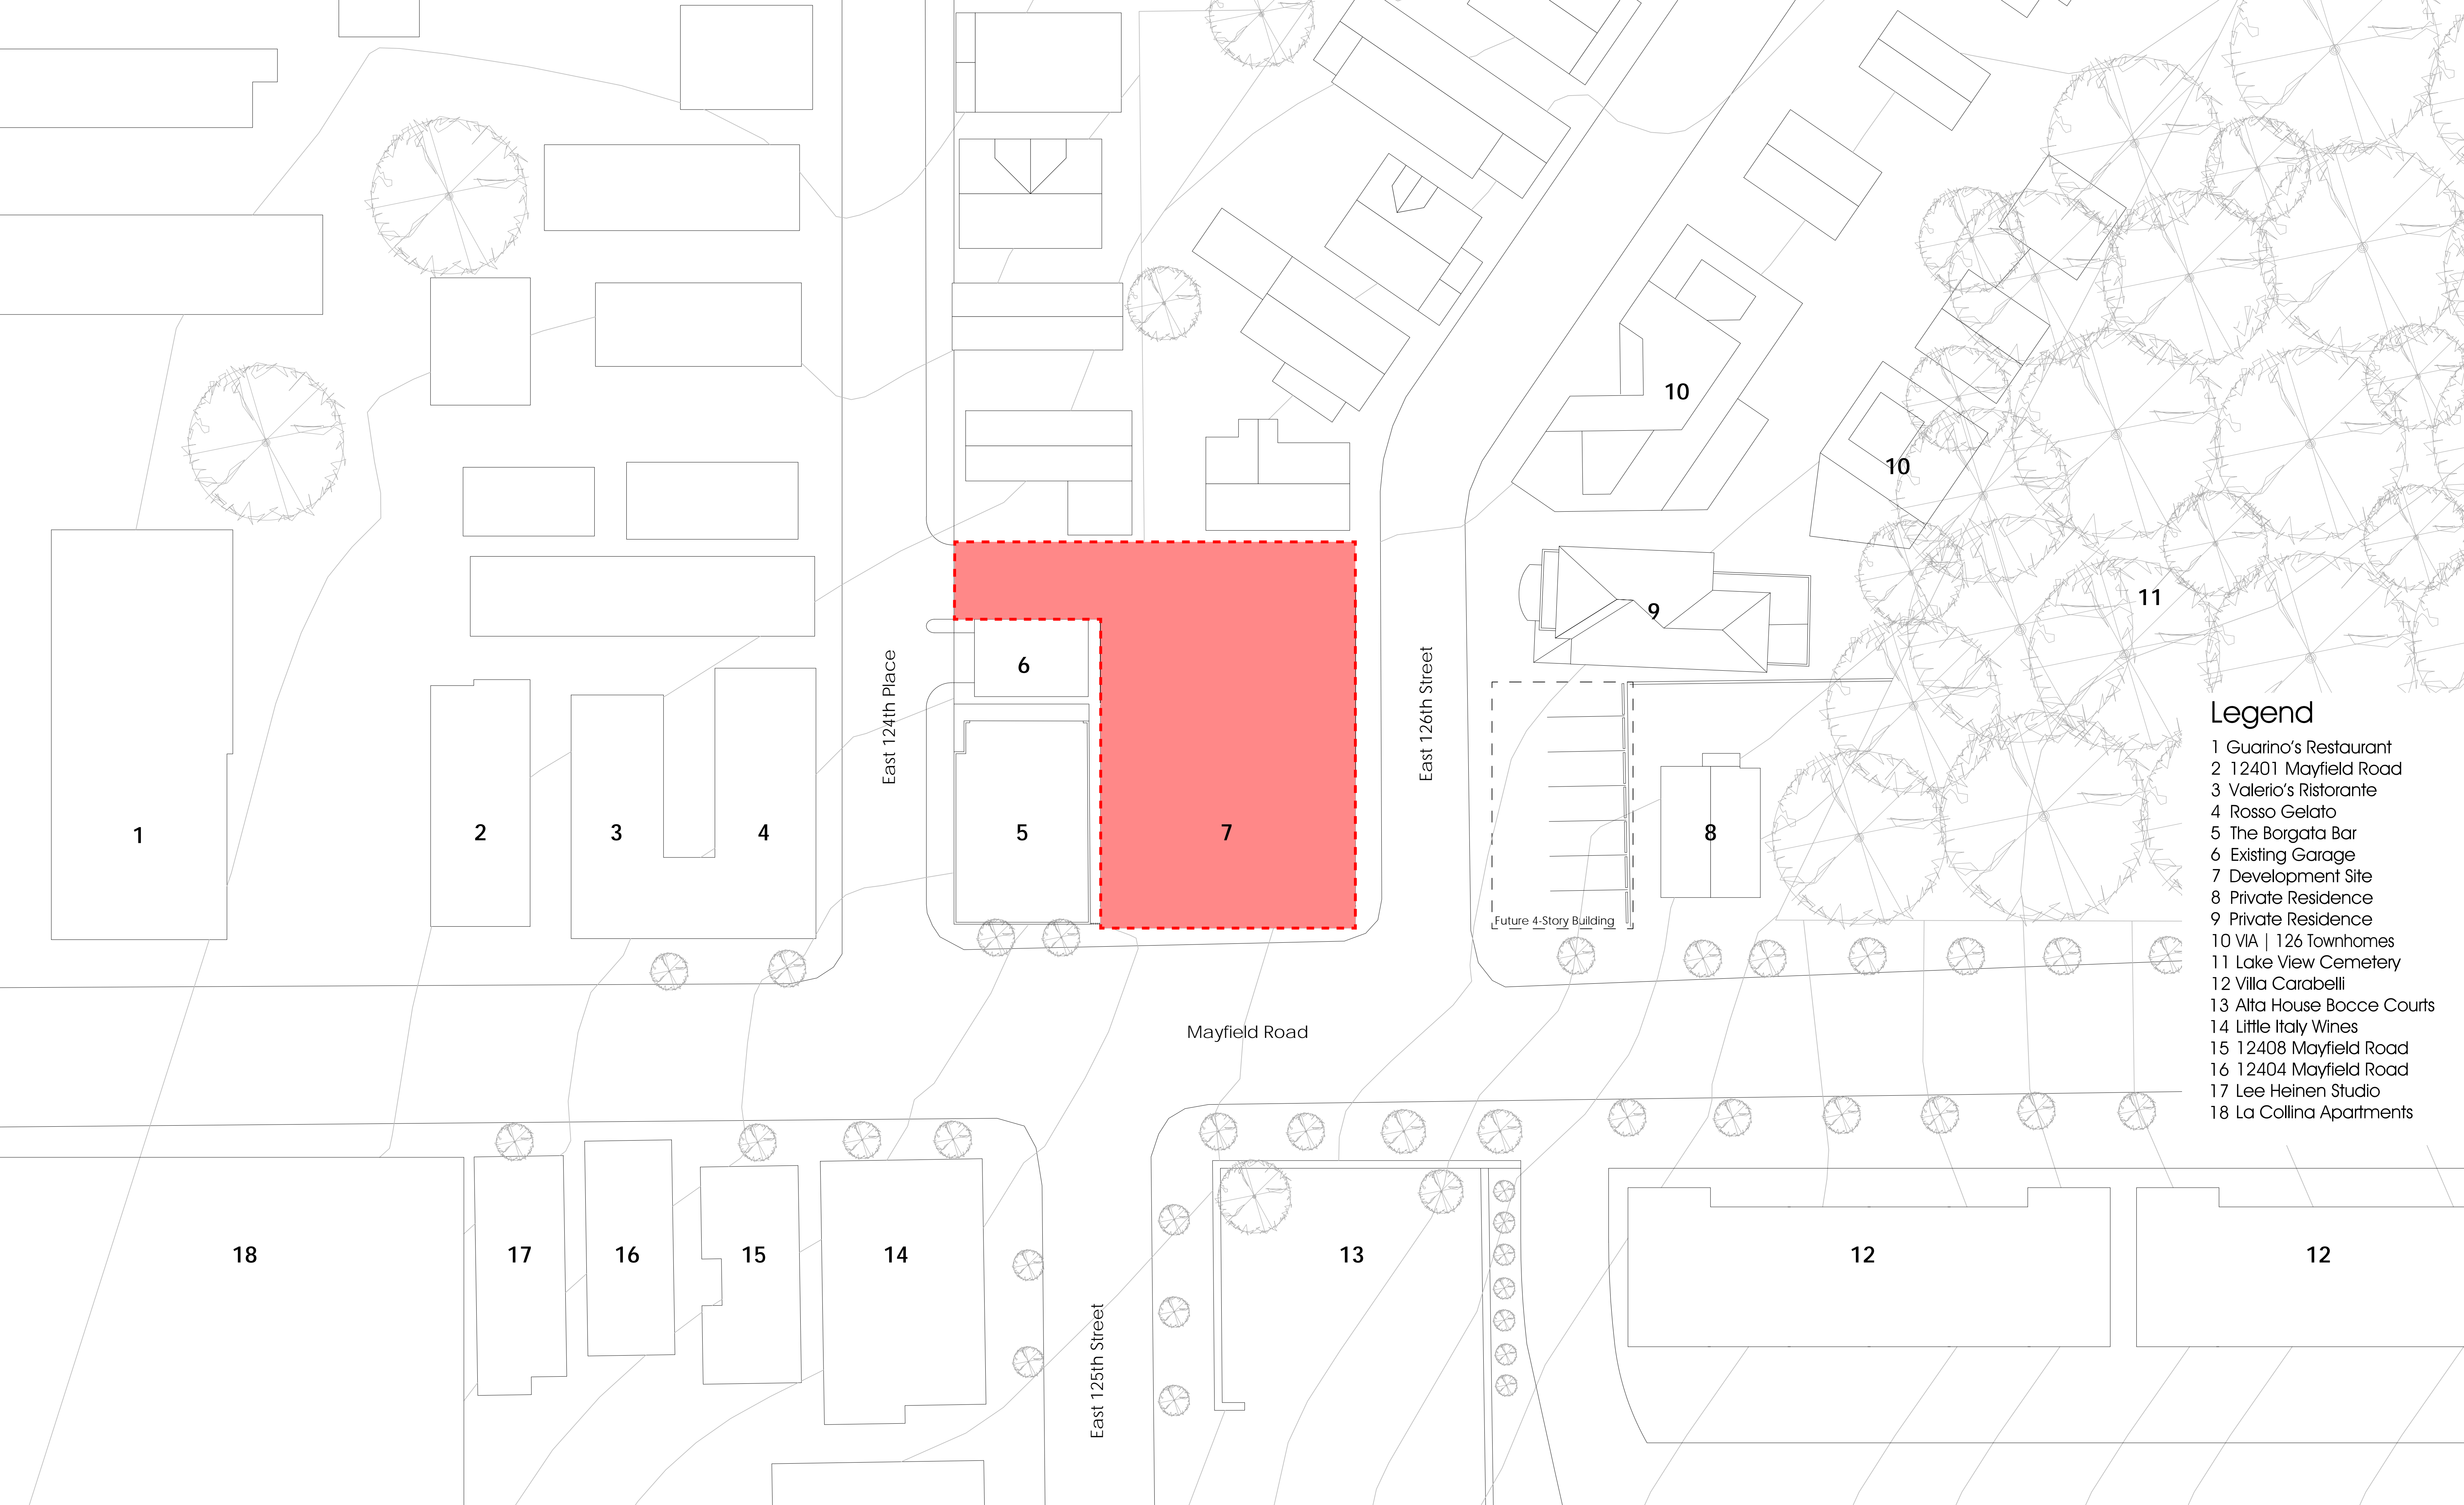 10
10
11
9
6
East 124th Place
East 126th Street
1
2
3
4
5
7
8
Future 4-Story Building
Mayfield Road
18
17
16
15
14
13
12
12
East 125th Street
Legend
1 Guarino's Restaurant
2 12401 Mayfield Road
3 Valerio's Ristorante
4 Rosso Gelato
5 The Borgata Bar
6 Existing Garage
7 Development Site
8 Private Residence
9 Private Residence
10 VIA | 126 Townhomes
11 Lake View Cemetery
12 Villa Carabelli
13 Alta House Bocce Courts
14 Little Italy Wines
15 12408 Mayfield Road
16 12404 Mayfield Road
17 Lee Heinen Studio
18 La Collina Apartments